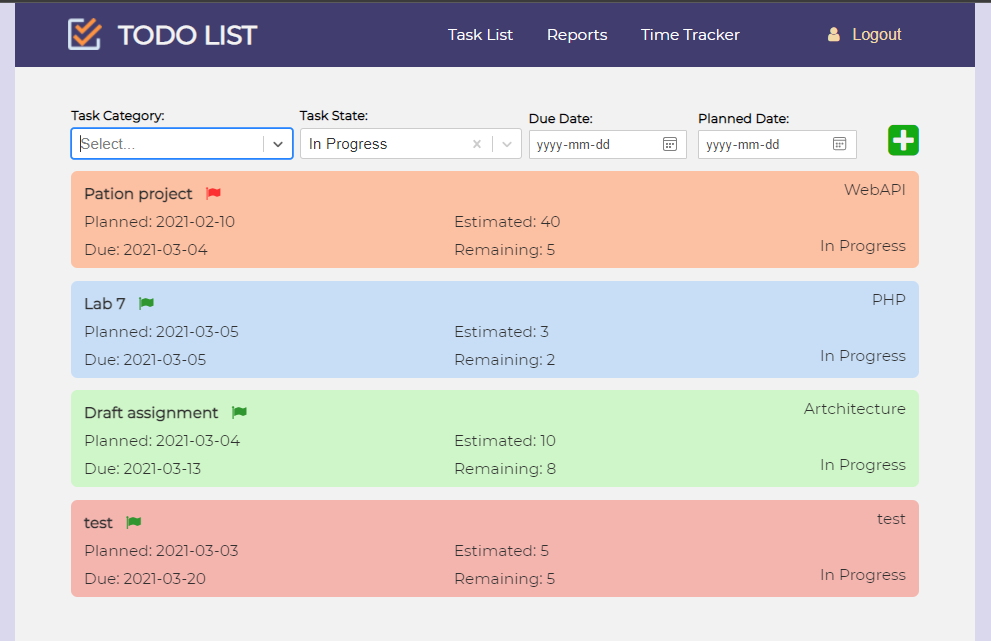 TODO LIST Task List Reports Time Tracker Logout
Task Category: Task State: Due Date: Planned Date:
Select... In Progress yyyy-mm-dd yyyy-mm-dd
Pation project WebAPI
Planned: 2021-02-10 Estimated: 40
Due: 2021-03-04 Remaining: 5 In Progress
Lab 7 PHP
Planned: 2021-03-05 Estimated: 3
Due: 2021-03-05 Remaining: 2 In Progress
Draft assignment Artchitecture
Planned: 2021-03-04 Estimated: 10
Due: 2021-03-13 Remaining: 8 In Progress
test test
Planned: 2021-03-03 Estimated: 5
Due: 2021-03-20 Remaining: 5 In Progress